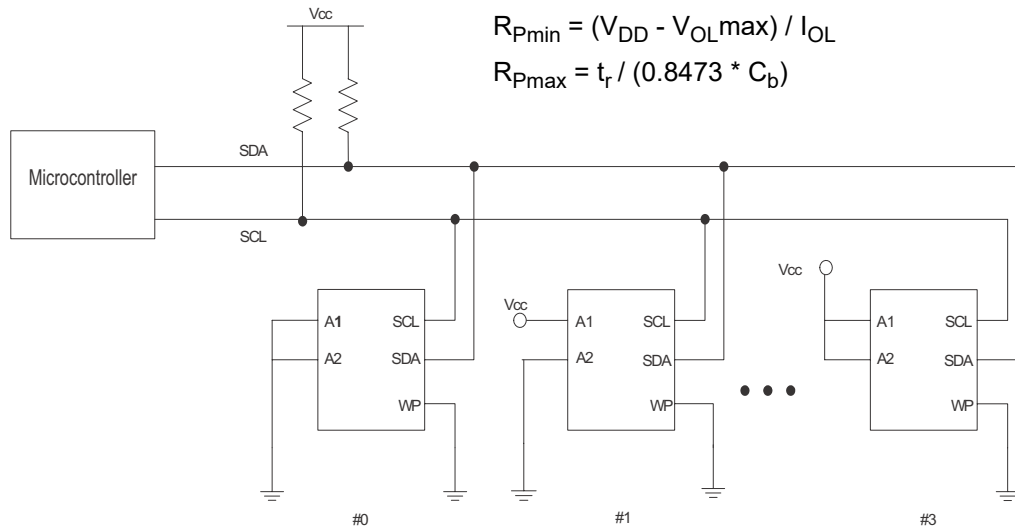 Vcc
R_Pmin = (V_DD - V_OLmax) / I_OL
R_Pmax = t_r / (0.8473 * C_b)
Microcontroller
SDA
SCL
Vcc
Vcc
A1
SCL
A2
SDA
WP
A1
SCL
A2
SDA
WP
A1
SCL
A2
SDA
WP
#0
#1
#3